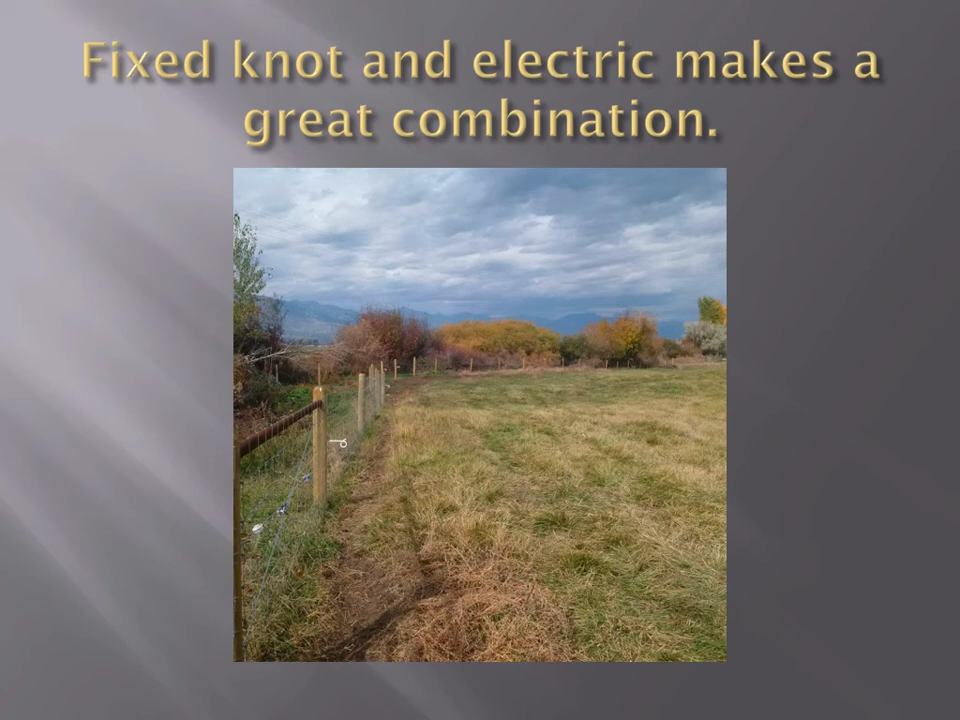 Fixed knot and electric makes a
great combination.